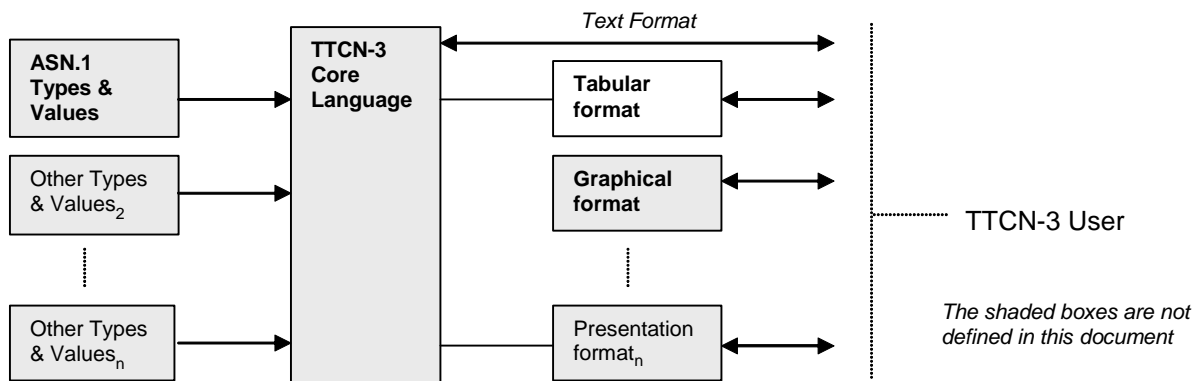 Text Format
ASN.1
Types &
Values
TTCN-3
Core
Language
Tabular
format
Other Types
& Values2
Graphical
format
TTCN-3 User
Other Types
& Valuesn
Presentation
formatn
The shaded boxes are not
defined in this document